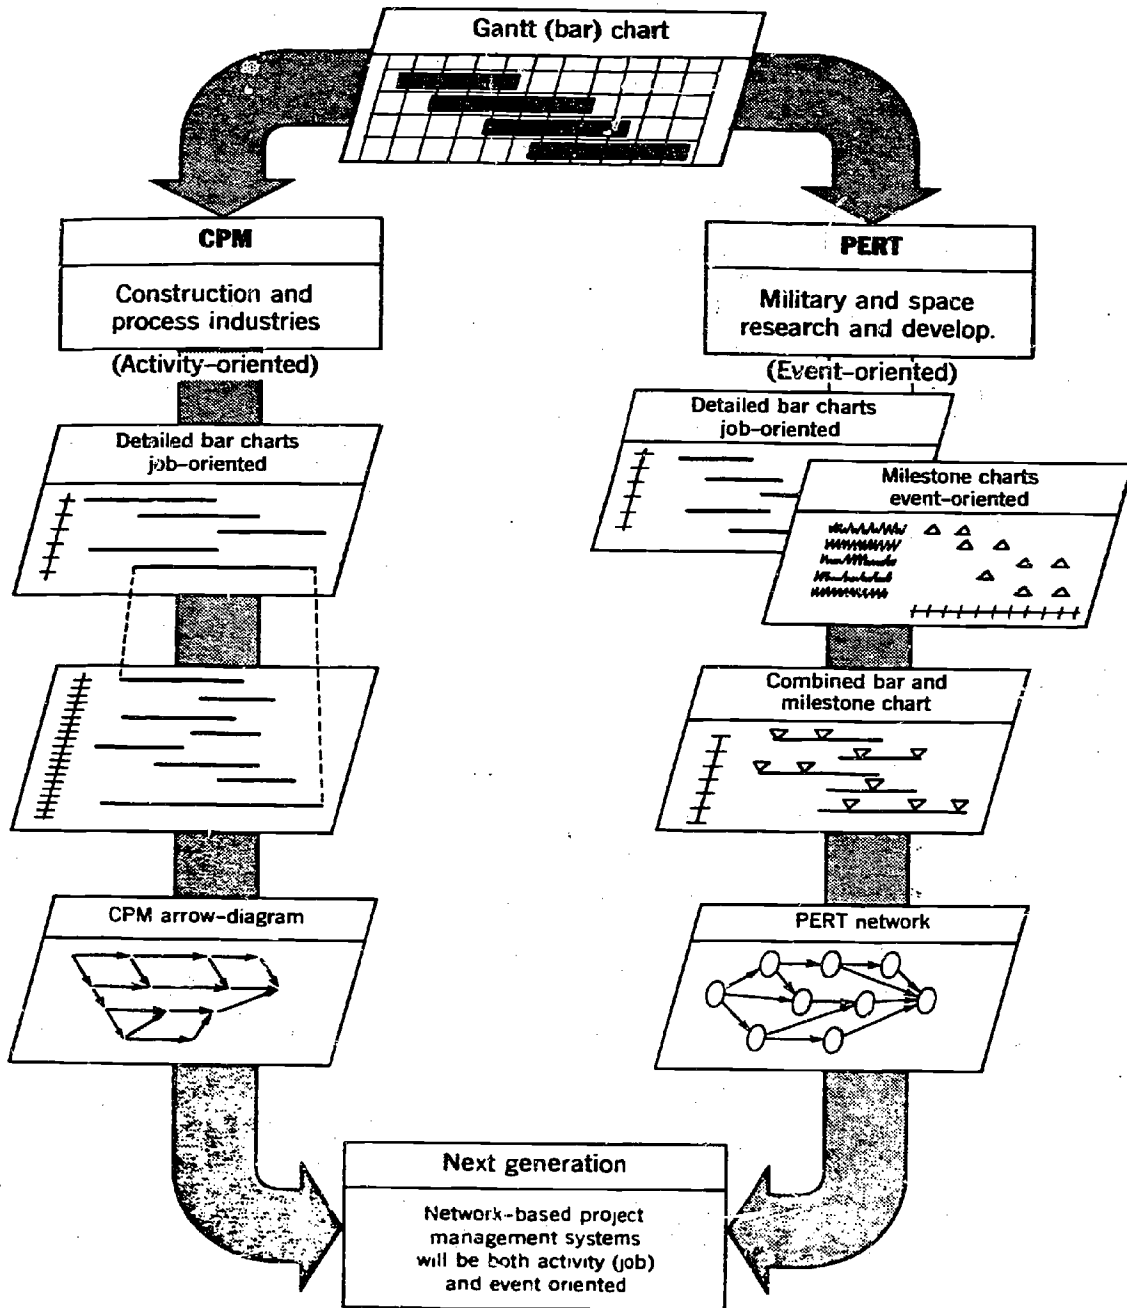 Gantt (bar) chart
CPM
Construction and
process industries
(Activity-oriented)
Detailed bar charts
job-oriented
CPM arrow-diagram
PERT
Military and space
research and develop.
(Event-oriented)
Detailed bar charts
job-oriented
Milestone charts
event-oriented
Combined bar and
milestone chart
PERT network
Next generation
Network-based project
management systems
will be both activity (job)
and event oriented